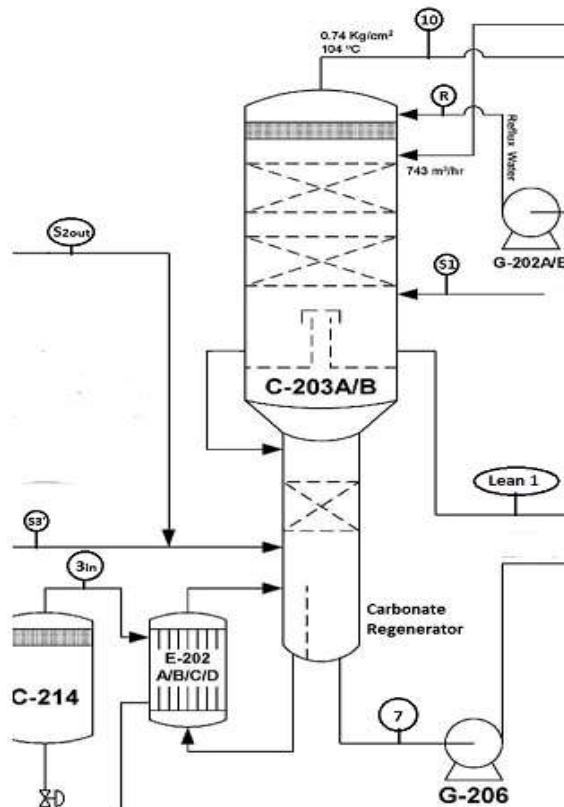 0.74 Kg/cm²
104 °C
10
R
Reflux Water
743 m³/hr
G-202A/B
S2out
S1
C-203A/B
Lean 1
S3'
3in
Carbonate
Regenerator
E-202
A/B/C/D
C-214
7
G-206